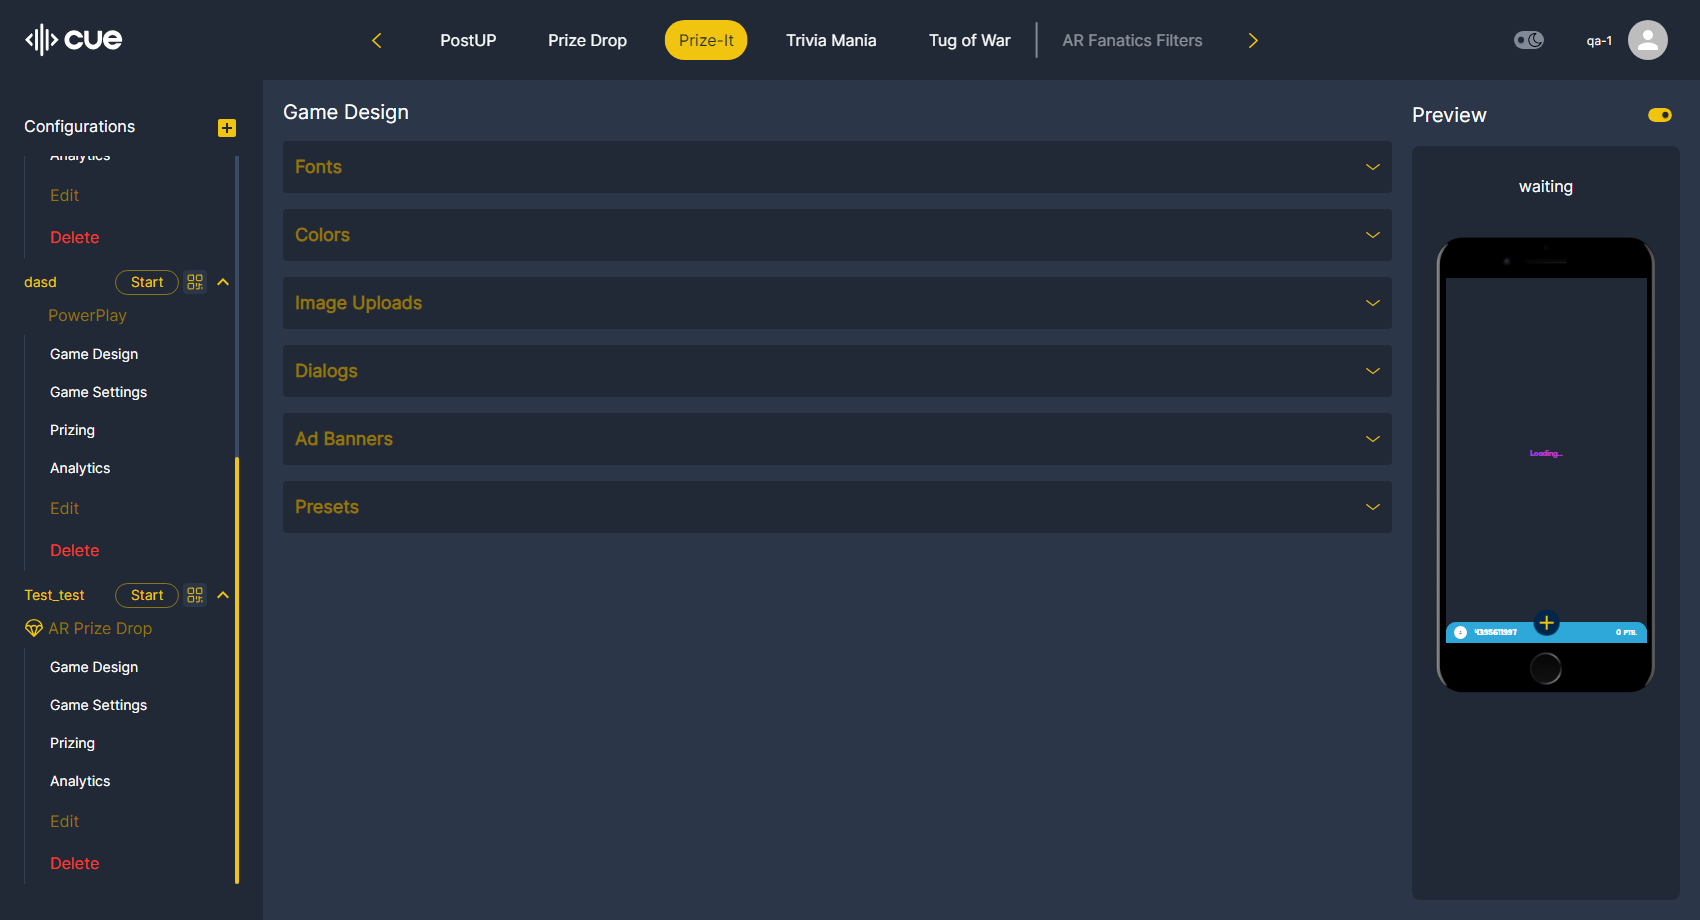 cue
PostUP
Prize Drop
Prize-It
Trivia Mania
Tug of War
AR Fanatics Filters
qa-1
Configurations
Analytics
Edit
Delete
dasd Start
PowerPlay
Game Design
Game Settings
Prizing
Analytics
Edit
Delete
Test_test Start
AR Prize Drop
Game Design
Game Settings
Prizing
Analytics
Edit
Delete
Game Design
Fonts
Colors
Image Uploads
Dialogs
Ad Banners
Presets
Preview
waiting
Loading...
0 PTS.